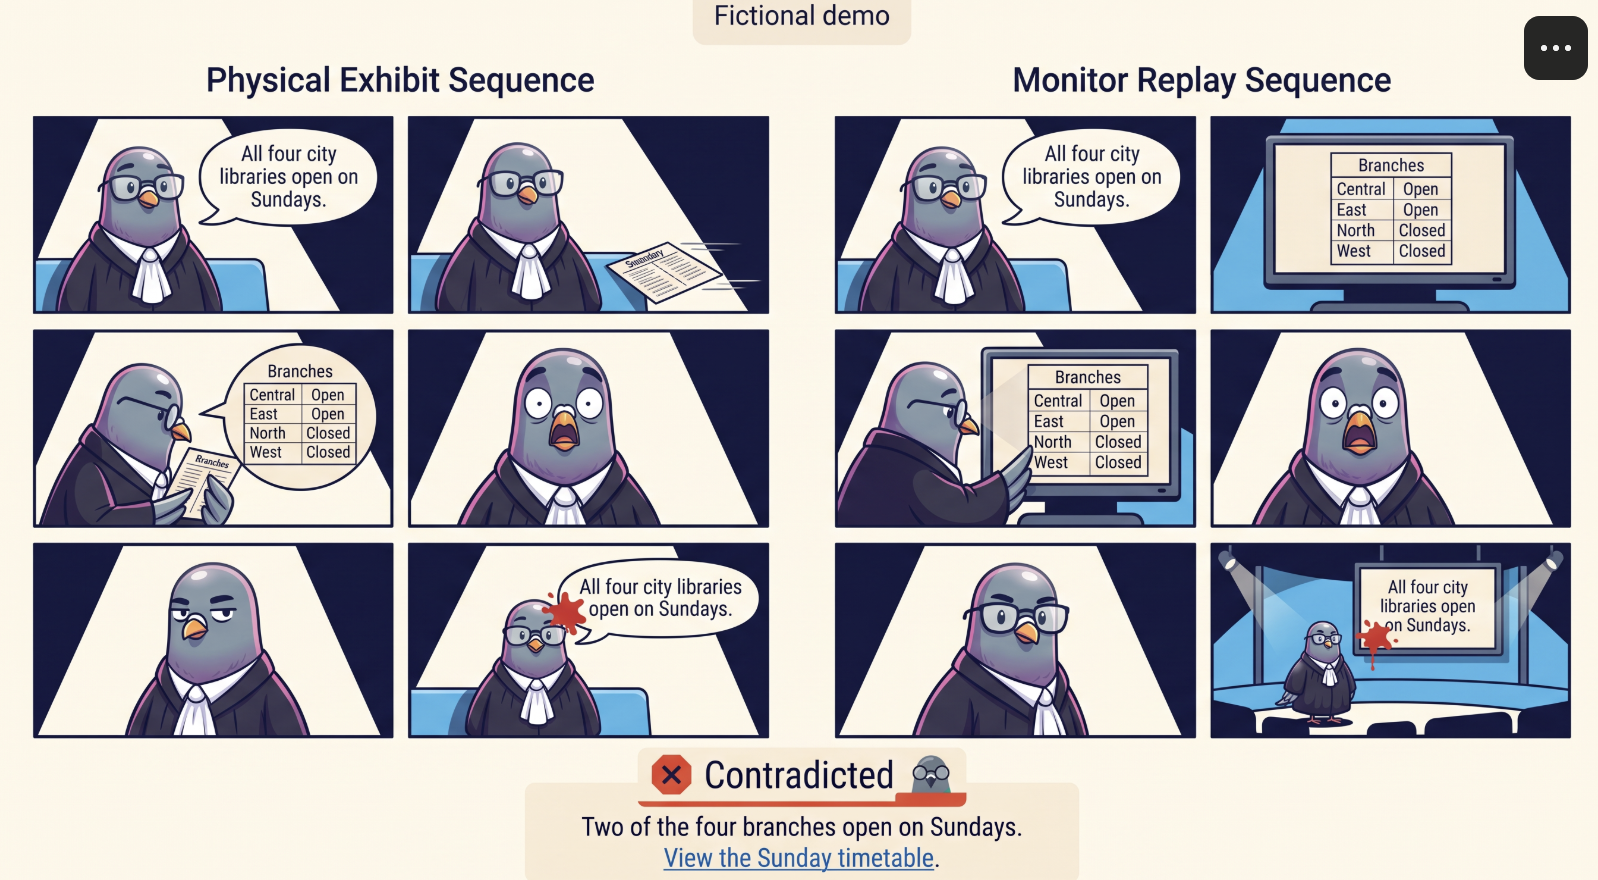 Fictional demo
Physical Exhibit Sequence
All four city
libraries open on
Sundays.
Sunandary
Branches
Central Open
East Open
North Closed
West Closed
Rranches
All four city libraries
open on Sundays.
Monitor Replay Sequence
All four city
libraries open on
Sundays.
Branches
Central Open
East Open
North Closed
West Closed
Branches
Central Open
East Open
North Closed
West Closed
All four city
libraries open
on Sundays.
Contradicted
Two of the four branches open on Sundays.
View the Sunday timetable.